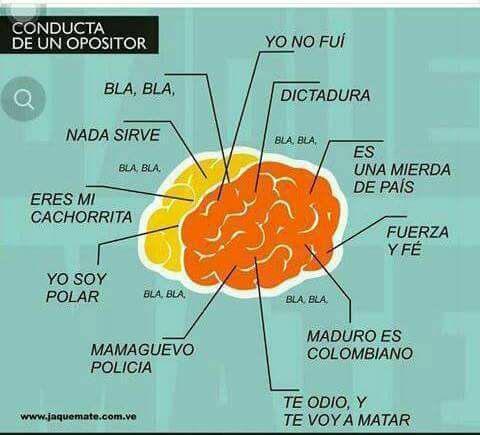 CONDUCTA
DE UN OPOSITOR
YO NO FUÍ
BLA, BLA,
DICTADURA
NADA SIRVE
BLA, BLA,
ES
UNA MIERDA
DE PAÍS
BLA, BLA,
ERES MI
CACHORRITA
FUERZA
Y FÉ
YO SOY
POLAR
BLA, BLA,
BLA, BLA,
MADURO ES
COLOMBIANO
MAMAGUEVO
POLICIA
TE ODIO, Y
TE VOY A MATAR
www.jaquemate.com.ve